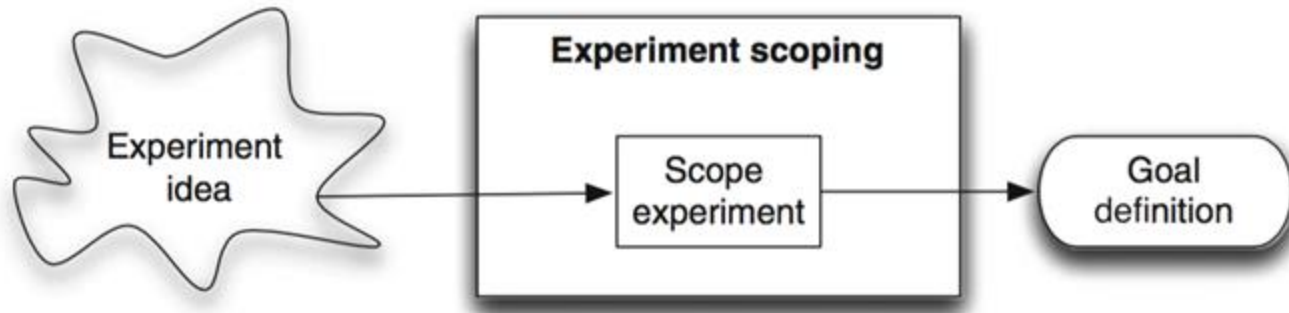 Experiment scoping
Experiment
idea
Scope
experiment
Goal
definition